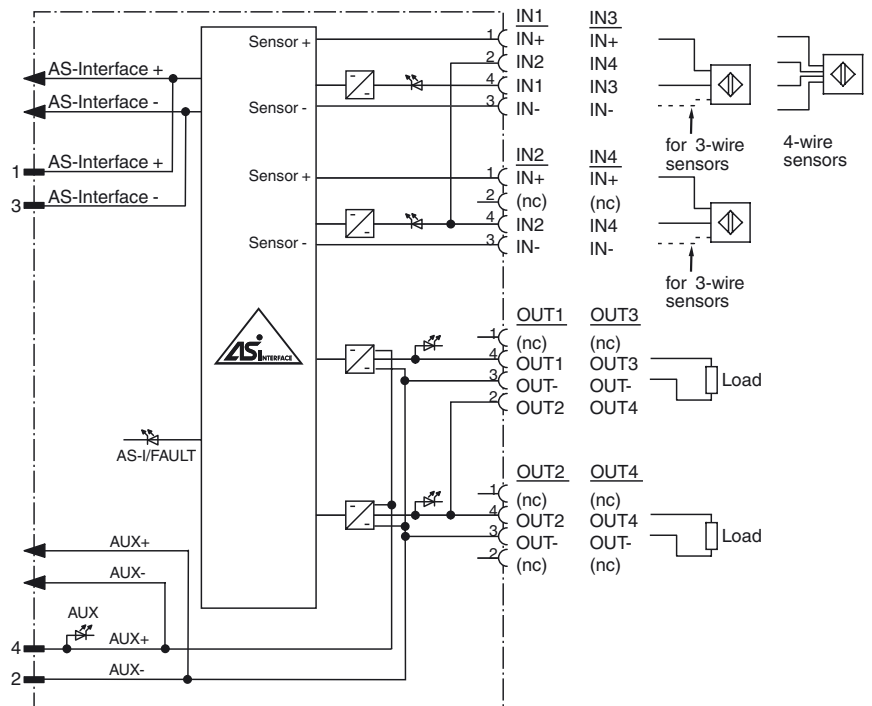 AS-Interface +
AS-Interface -
1 AS-Interface +
3 AS-Interface -
Sensor +
Sensor -
Sensor +
Sensor -
ASi INTERFACE
AS-I/FAULT
AUX+
AUX-
AUX
4 AUX+
2 AUX-
IN1 IN3
1 IN+ IN+
2 IN2 IN4
4 IN1 IN3
3 IN- IN-
for 3-wire
sensors
4-wire
sensors
IN2 IN4
1 IN+ IN+
2 (nc) (nc)
4 IN2 IN4
3 IN- IN-
for 3-wire
sensors
OUT1 OUT3
1 (nc) (nc)
4 OUT1 OUT3
3 OUT- OUT-
2 OUT2 OUT4
Load
OUT2 OUT4
1 (nc) (nc)
4 OUT2 OUT4
3 OUT- OUT-
2 (nc) (nc)
Load